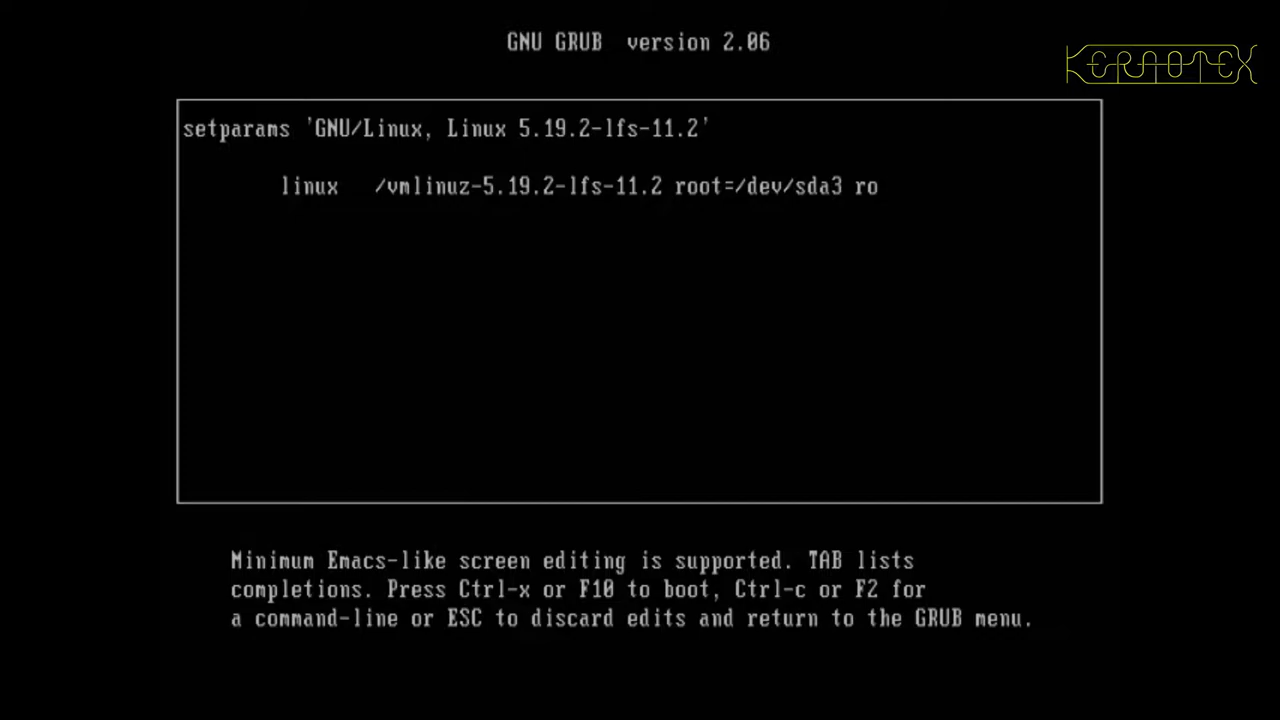 GNU GRUB  version 2.06
KERNOTEX
setparams 'GNU/Linux, Linux 5.19.2-lfs-11.2'
linux   /vmlinuz-5.19.2-lfs-11.2 root=/dev/sda3 ro
Minimum Emacs-like screen editing is supported. TAB lists
completions. Press Ctrl-x or F10 to boot, Ctrl-c or F2 for
a command-line or ESC to discard edits and return to the GRUB menu.